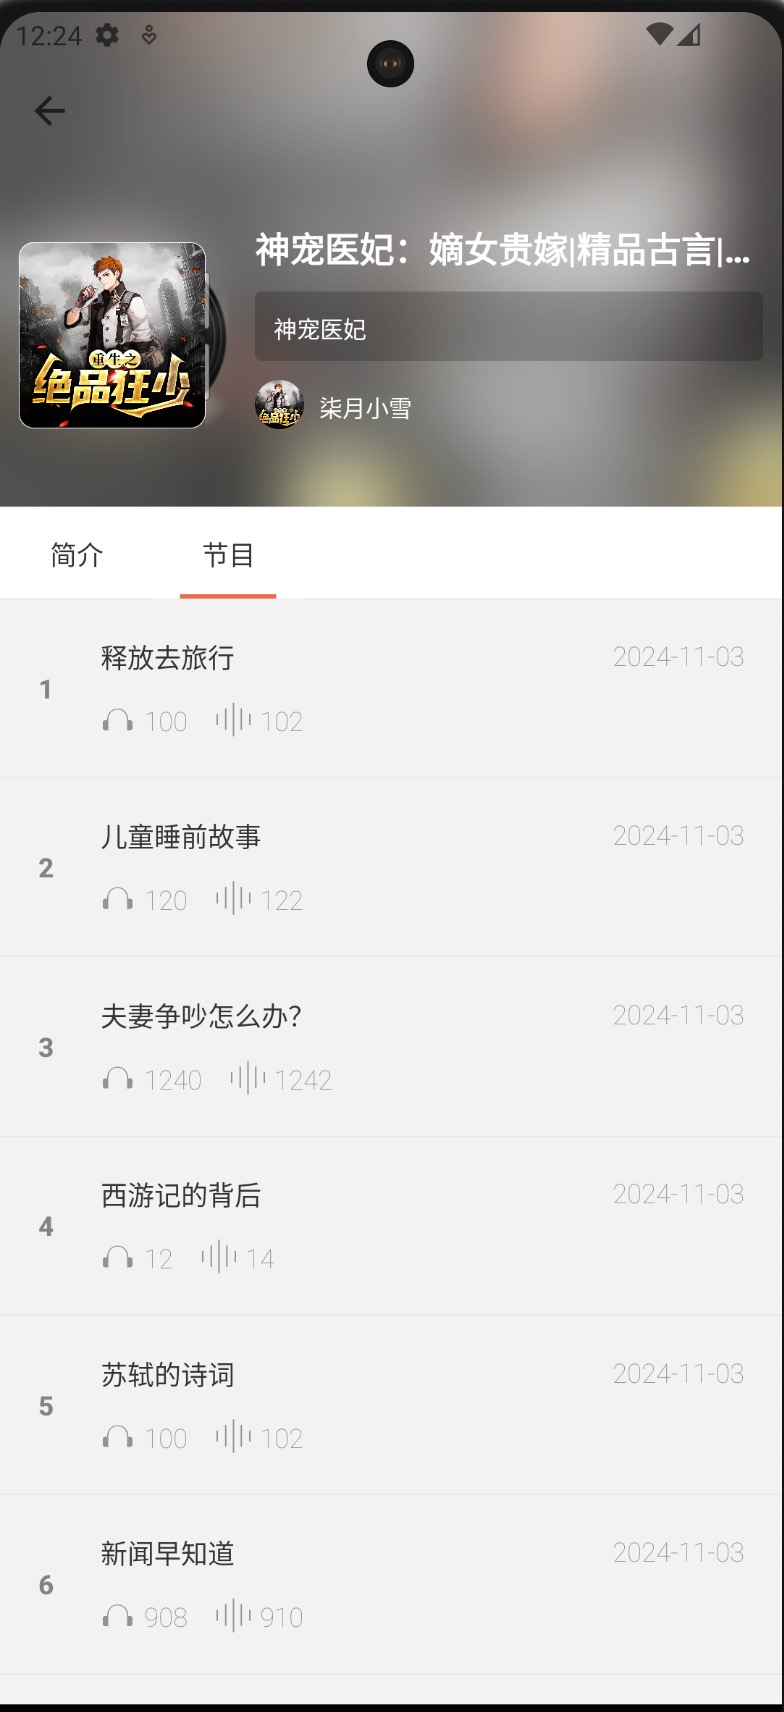 12:24
神宠医妃：嫡女贵嫁|精品古言|...
神宠医妃
重生之
绝品狂少
柒月小雪
简介 节目
1
释放去旅行 2024-11-03
100 102
2
儿童睡前故事 2024-11-03
120 122
3
夫妻争吵怎么办? 2024-11-03
1240 1242
4
西游记的背后 2024-11-03
12 14
5
苏轼的诗词 2024-11-03
100 102
6
新闻早知道 2024-11-03
908 910